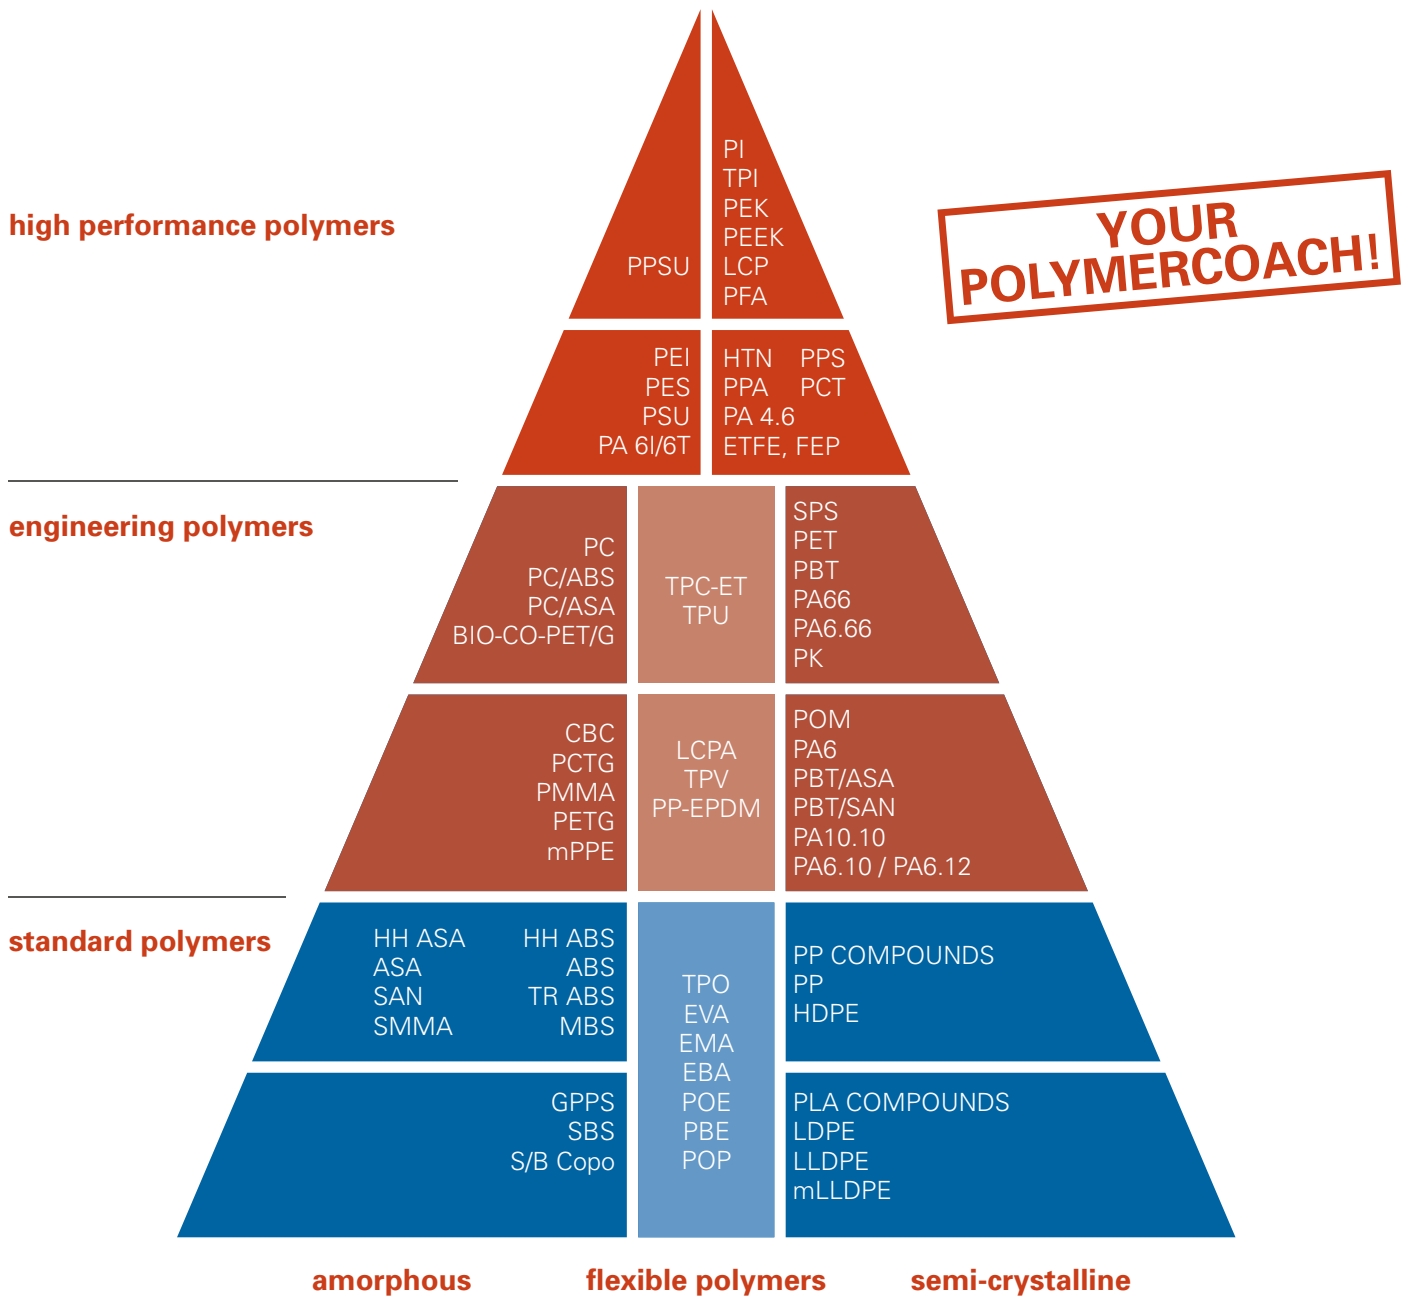 high performance polymers
PPSU
PI
TPI
PEK
PEEK
LCP
PFA
YOUR
POLYMERCOACH!
PEI
PES
PSU
PA 6I/6T
HTN PPS
PPA PCT
PA 4.6
ETFE, FEP
engineering polymers
PC
PC/ABS
PC/ASA
BIO-CO-PET/G
TPC-ET
TPU
SPS
PET
PBT
PA66
PA6.66
PK
CBC
PCTG
PMMA
PETG
mPPE
LCPA
TPV
PP-EPDM
POM
PA6
PBT/ASA
PBT/SAN
PA10.10
PA6.10 / PA6.12
standard polymers
HH ASA HH ABS
ASA ABS
SAN TR ABS
SMMA MBS
TPO
EVA
EMA
EBA
POE
PBE
POP
PP COMPOUNDS
PP
HDPE
GPPS
SBS
S/B Copo
PLA COMPOUNDS
LDPE
LLDPE
mLLDPE
amorphous
flexible polymers
semi-crystalline